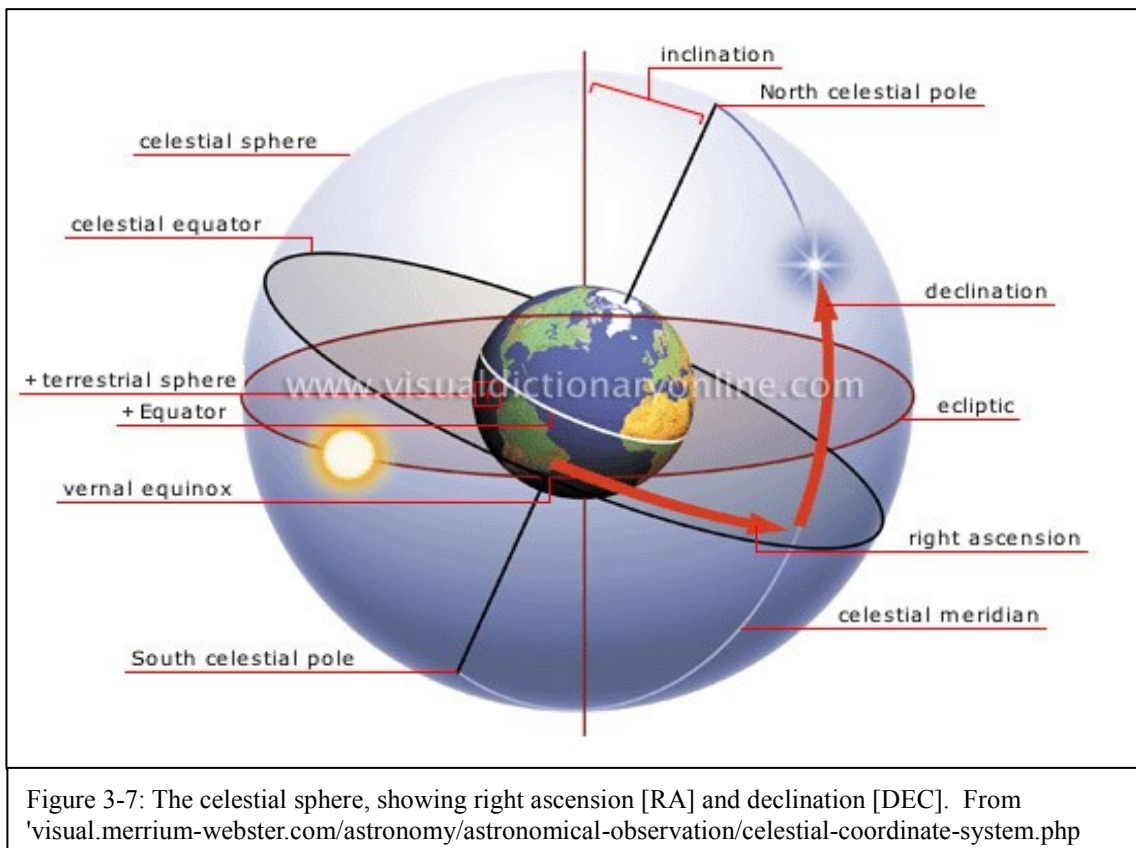 inclination
North celestial pole
celestial sphere
celestial equator
declination
+terrestrial sphere
www.visualdictionaryonline.com
+Equator
ecliptic
vernal equinox
right ascension
celestial meridian
South celestial pole
Figure 3-7: The celestial sphere, showing right ascension [RA] and declination [DEC]. From
'visual.merrium-webster.com/astronomy/astronomical-observation/celestial-coordinate-system.php